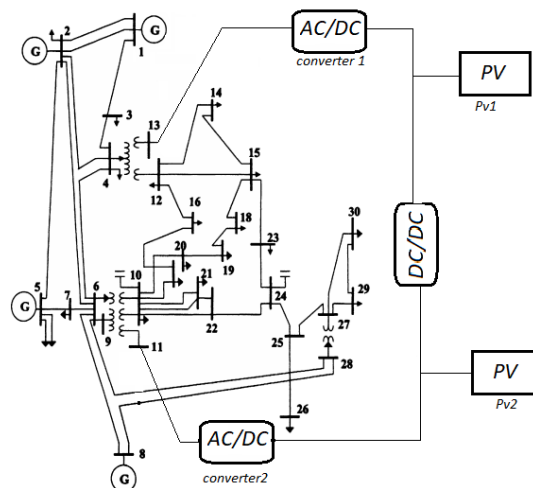 AC/DC
converter 1
2
G
G
1
PV
Pv1
14
3
13
15
4
12
16
18
30
20
23
DC/DC
19
5
6
10
21
24
7
29
G
22
27
9
25
11
28
PV
Pv2
26
AC/DC
8
converter2
G